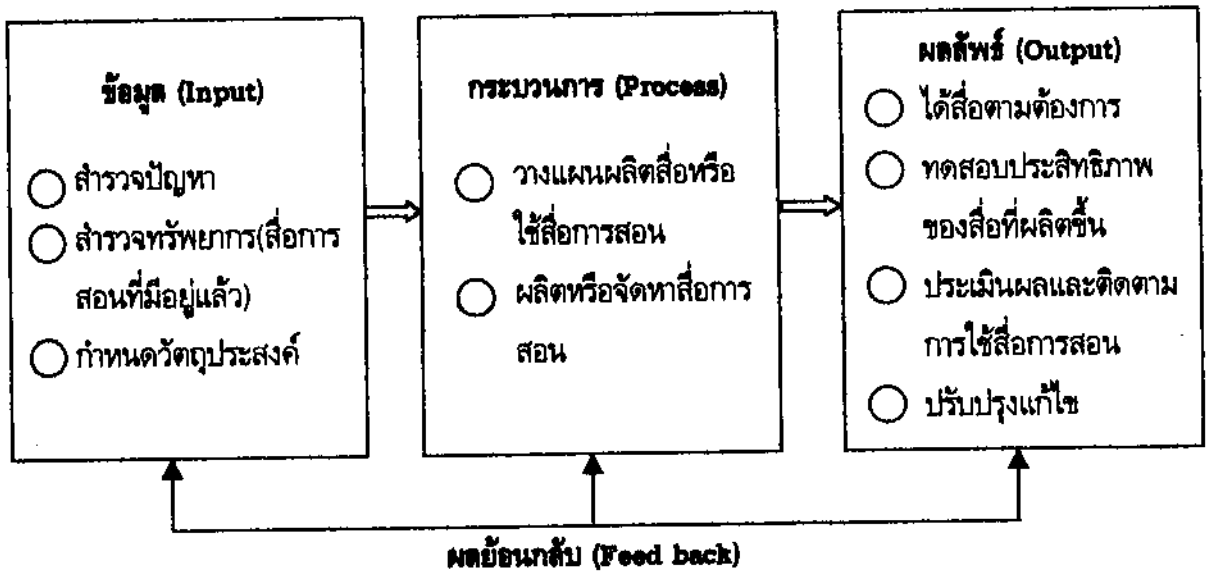 ข้อมูล (Input)
สำรวจปัญหา
สำรวจทรัพยากร(สื่อการ
สอนที่มีอยู่แล้ว)
กำหนดวัตถุประสงค์
กระบวนการ (Process)
วางแผนผลิตสื่อหรือ
ใช้สื่อการสอน
ผลิตหรือจัดหาสื่อการ
สอน
ผลลัพธ์ (Output)
ได้สื่อตามต้องการ
ทดสอบประสิทธิภาพ
ของสื่อที่ผลิตขึ้น
ประเมินผลและติดตาม
การใช้สื่อการสอน
ปรับปรุงแก้ไข
ผลย้อนกลับ (Feed back)